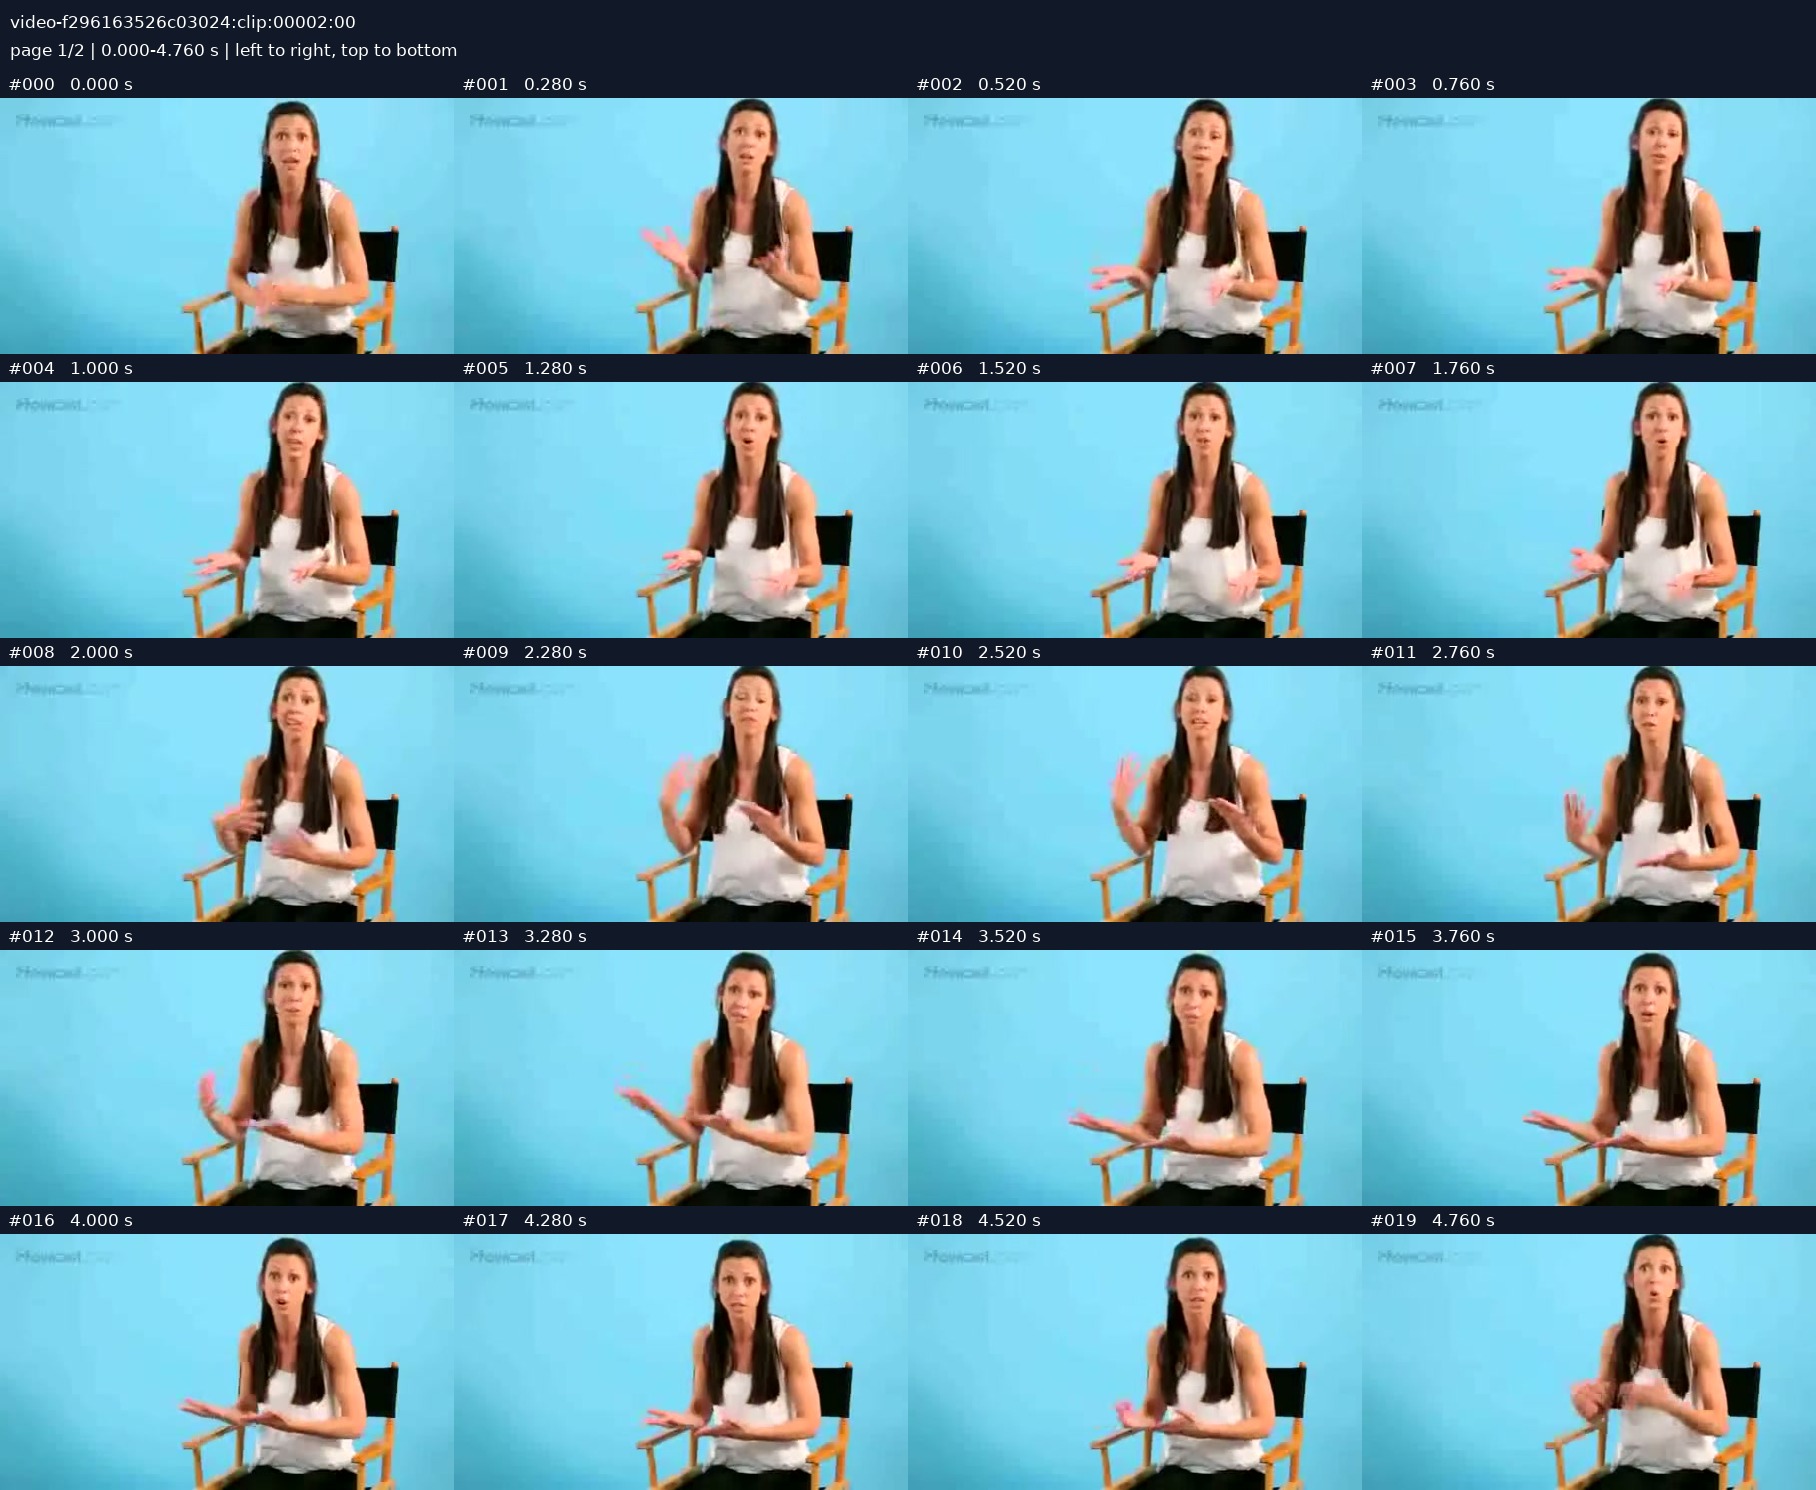 video-f296163526c03024:clip:00002:00
page 1/2 | 0.000-4.760 s | left to right, top to bottom
#000 0.000 s
#001 0.280 s
#002 0.520 s
#003 0.760 s
#004 1.000 s
#005 1.280 s
#006 1.520 s
#007 1.760 s
#008 2.000 s
#009 2.280 s
#010 2.520 s
#011 2.760 s
#012 3.000 s
#013 3.280 s
#014 3.520 s
#015 3.760 s
#016 4.000 s
#017 4.280 s
#018 4.520 s
#019 4.760 s